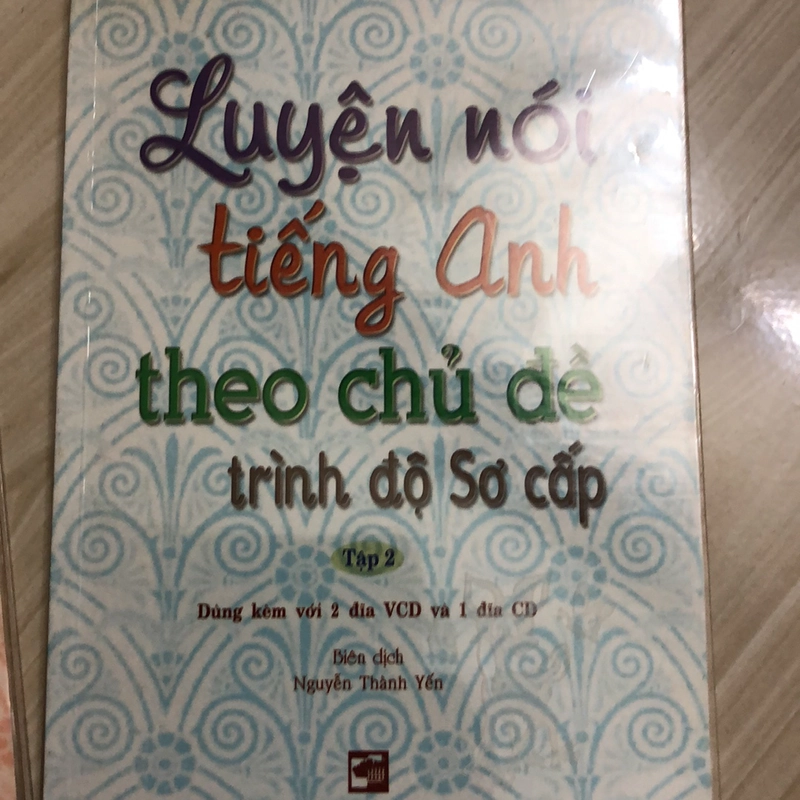 Luyện nói
tiếng Anh
theo chủ đề
trình độ Sơ cấp
Tập 2
Dùng kèm với 2 đĩa VCD và 1 đĩa CD
Biên dịch
Nguyễn Thành Yến